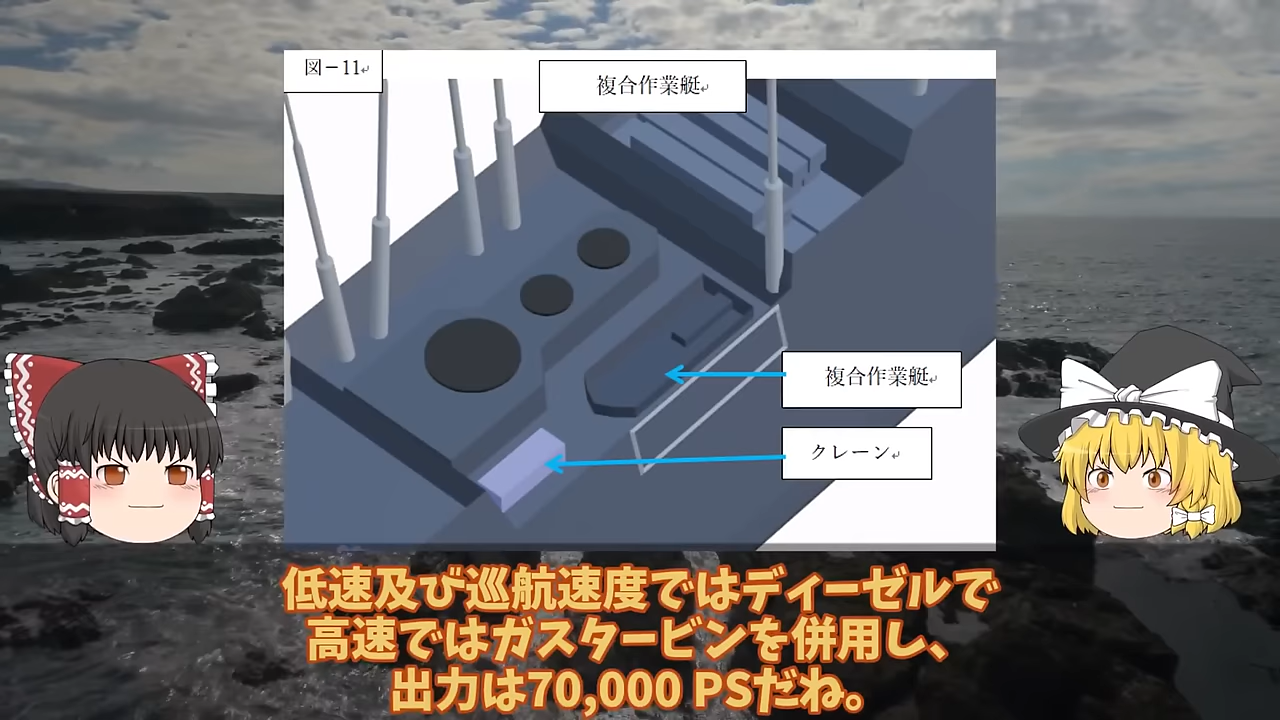 図－11
複合作業艇
複合作業艇
クレーン
低速及び巡航速度ではディーゼルで
高速ではガスタービンを併用し、
出力は70,000 PSだね。